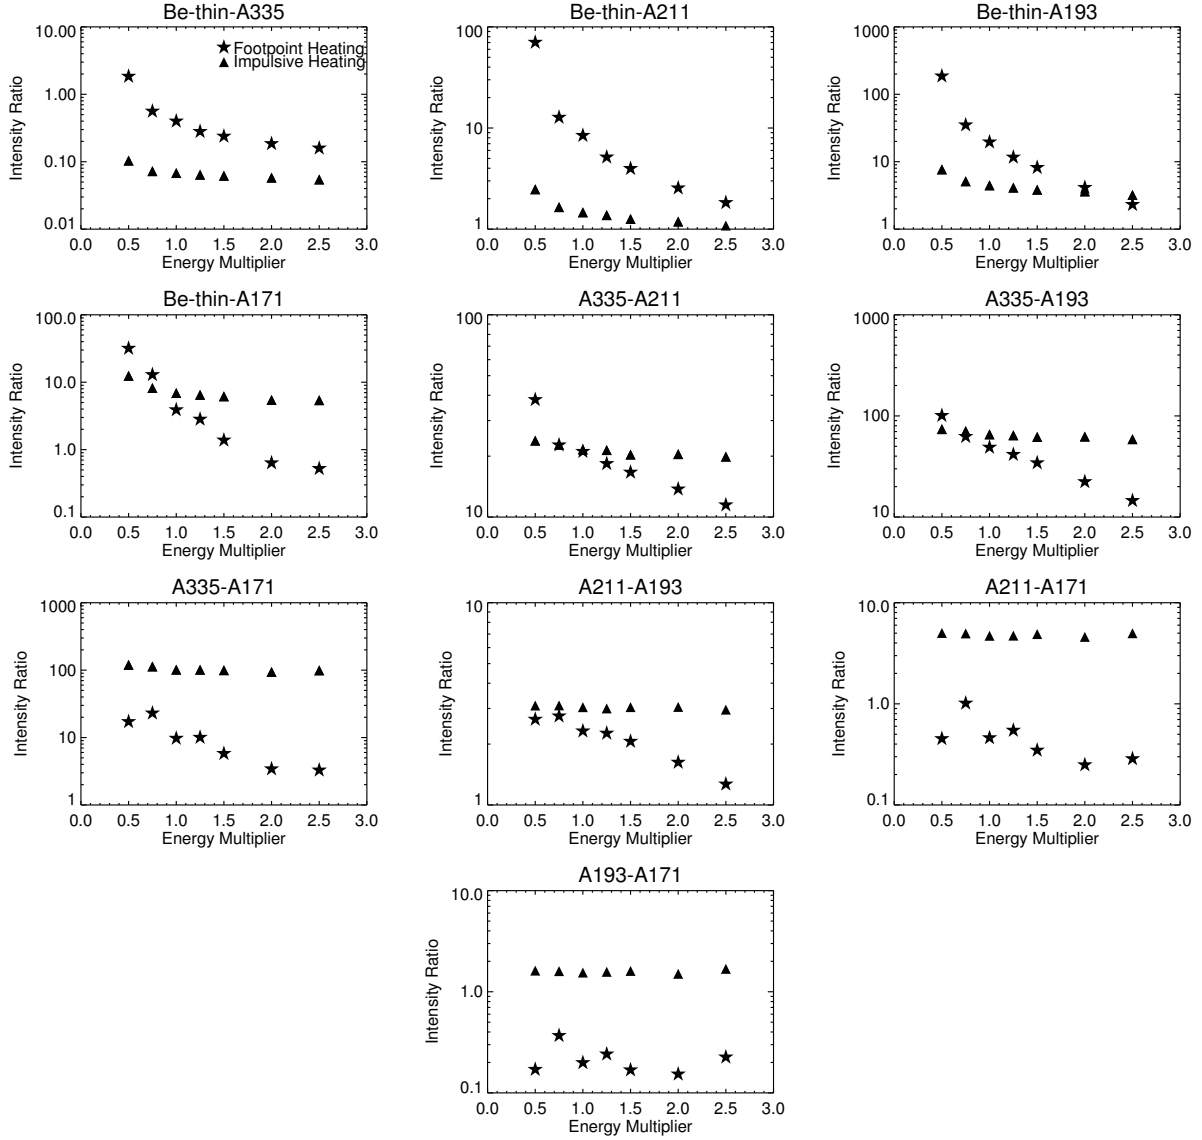 Be-thin-A335
Be-thin-A211
Be-thin-A193
10.00
1.00
0.10
0.01
Intensity Ratio
Footpoint Heating
Impulsive Heating
0.0 0.5 1.0 1.5 2.0 2.5 3.0
Energy Multiplier
100
10
1
Intensity Ratio
0.0 0.5 1.0 1.5 2.0 2.5 3.0
Energy Multiplier
1000
100
10
1
Intensity Ratio
0.0 0.5 1.0 1.5 2.0 2.5 3.0
Energy Multiplier
Be-thin-A171
A335-A211
A335-A193
100.0
10.0
1.0
0.1
Intensity Ratio
0.0 0.5 1.0 1.5 2.0 2.5 3.0
Energy Multiplier
100
10
Intensity Ratio
0.0 0.5 1.0 1.5 2.0 2.5 3.0
Energy Multiplier
1000
100
10
Intensity Ratio
0.0 0.5 1.0 1.5 2.0 2.5 3.0
Energy Multiplier
A335-A171
A211-A193
A211-A171
1000
100
10
1
Intensity Ratio
0.0 0.5 1.0 1.5 2.0 2.5 3.0
Energy Multiplier
10
1
Intensity Ratio
0.0 0.5 1.0 1.5 2.0 2.5 3.0
Energy Multiplier
10.0
1.0
0.1
Intensity Ratio
0.0 0.5 1.0 1.5 2.0 2.5 3.0
Energy Multiplier
A193-A171
10.0
1.0
0.1
Intensity Ratio
0.0 0.5 1.0 1.5 2.0 2.5 3.0
Energy Multiplier